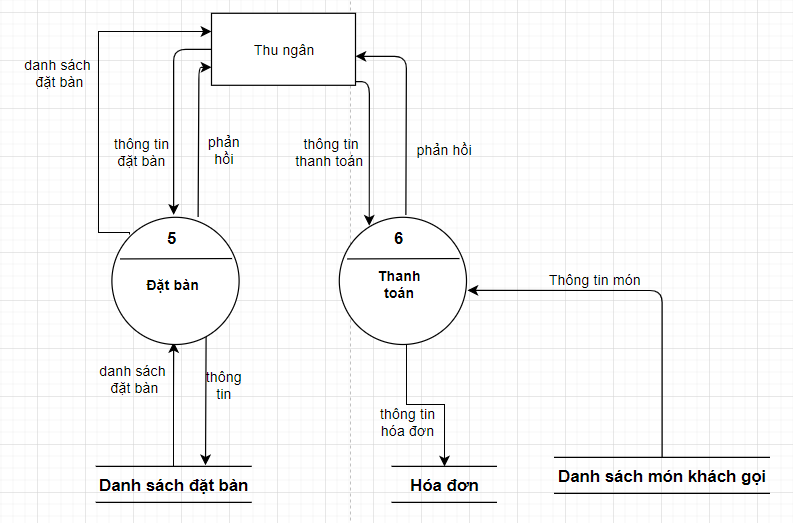 Thu ngân
danh sách
đặt bàn
thông tin
đặt bàn
phản
hồi
thông tin
thanh toán
phản hồi
5
Đặt bàn
6
Thanh
toán
Thông tin món
danh sách
đặt bàn
thông
tin
thông tin
hóa đơn
Danh sách đặt bàn
Hóa đơn
Danh sách món khách gọi